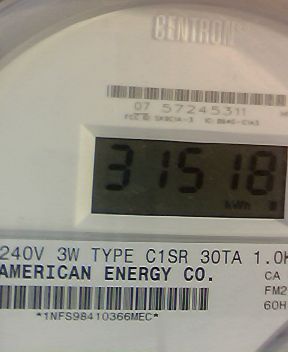 CENTRON
07 57245311
31518
kWh
240V 3W TYPE C1SR 30TA 1.0K
AMERICAN ENERGY CO.
CA
FM2
60H
*1NFS98410366MEC*